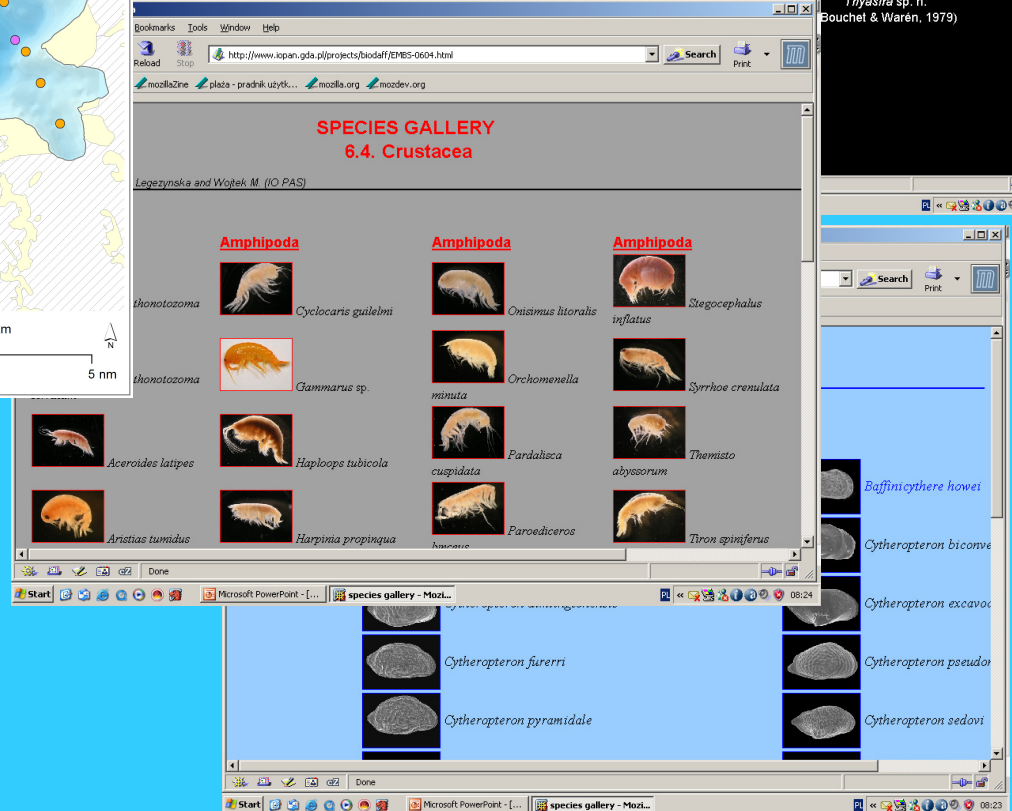 Thyasira sp. n.
Bouchet & Warén, 1979)
Bookmarks Tools Window Help
Reload Stop http://www.iopan.gda.pl/projects/biodaff/EMBS-0604.html Search Print
mozillaZine plaża - pradnik użytk... mozilla.org mozdev.org
SPECIES GALLERY
6.4. Crustacea
Legezynska and Wojtek M. (IO PAS)
Amphipoda Amphipoda Amphipoda
thonotozoma Cyclocaris guilelmi Onisimus litoralis Stegocephalus
inflatus
thonotozoma Gammarus sp. Orchomenella
minuta Syrrhoe crenulata
Aceroides latipes Haploops tubicola Pardalisca
cuspidata Themisto
abyssorum
Aristias tumidus Harpinia propinqua Paroediceros Tiron spiniferus
Done
Start Microsoft PowerPoint - [... species gallery - Mozi... PL « 08:24
m
N
5 nm
PL «
Search Print
Baffinicythere howei
Cytheropteron biconve
Cytheropteron excavo
Cytheropteron furerri Cytheropteron pseudo
Cytheropteron pyramidale Cytheropteron sedovi
Done
Start Microsoft PowerPoint - [... species gallery - Mozi... PL « 08:23